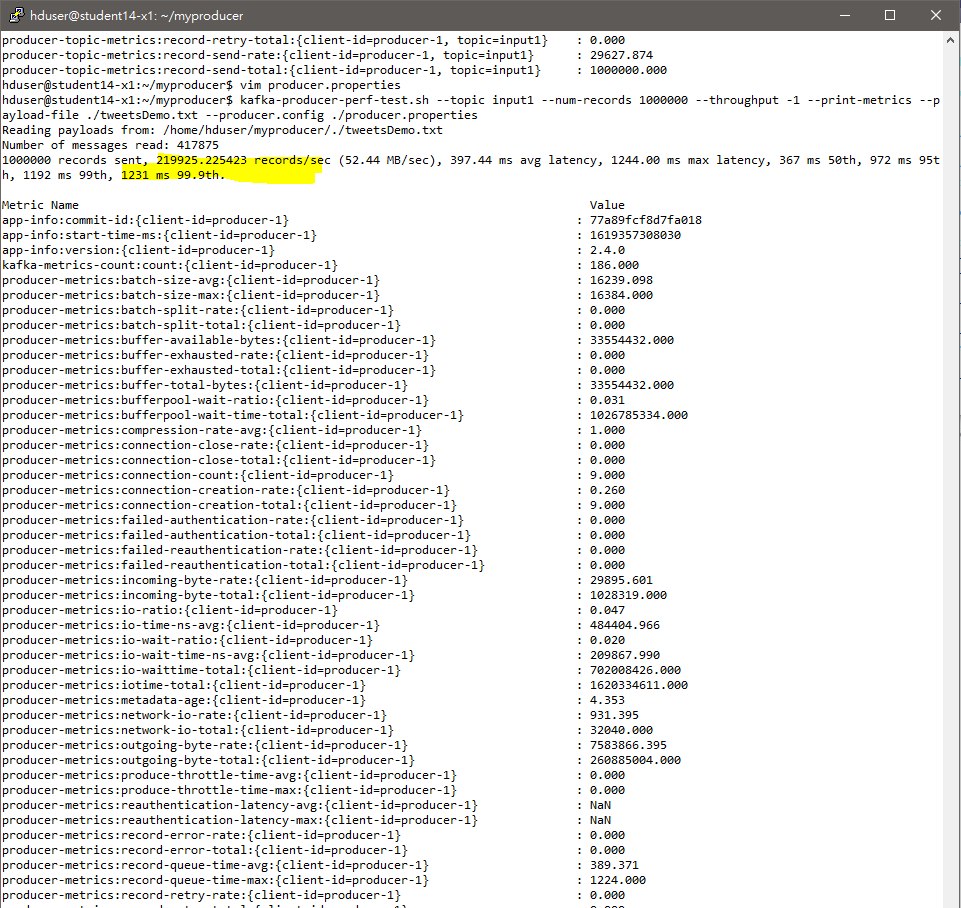 hduser@student14-x1: ~/myproducer
producer-topic-metrics:record-retry-total:{client-id=producer-1, topic=input1}    : 0.000
producer-topic-metrics:record-send-rate:{client-id=producer-1, topic=input1}      : 29627.874
producer-topic-metrics:record-send-total:{client-id=producer-1, topic=input1}     : 1000000.000
hduser@student14-x1:~/myproducer$ vim producer.properties
hduser@student14-x1:~/myproducer$ kafka-producer-perf-test.sh --topic input1 --num-records 1000000 --throughput -1 --print-metrics --p
ayload-file ./tweetsDemo.txt --producer.config ./producer.properties
Reading payloads from: /home/hduser/myproducer/./tweetsDemo.txt
Number of messages read: 417875
1000000 records sent, 219925.225423 records/sec (52.44 MB/sec), 397.44 ms avg latency, 1244.00 ms max latency, 367 ms 50th, 972 ms 95t
h, 1192 ms 99th, 1231 ms 99.9th.
Metric Name                                                                       Value
app-info:commit-id:{client-id=producer-1}                                         : 77a89fcf8d7fa018
app-info:start-time-ms:{client-id=producer-1}                                     : 1619357308030
app-info:version:{client-id=producer-1}                                           : 2.4.0
kafka-metrics-count:count:{client-id=producer-1}                                  : 186.000
producer-metrics:batch-size-avg:{client-id=producer-1}                            : 16239.098
producer-metrics:batch-size-max:{client-id=producer-1}                            : 16384.000
producer-metrics:batch-split-rate:{client-id=producer-1}                          : 0.000
producer-metrics:batch-split-total:{client-id=producer-1}                         : 0.000
producer-metrics:buffer-available-bytes:{client-id=producer-1}                    : 33554432.000
producer-metrics:buffer-exhausted-rate:{client-id=producer-1}                     : 0.000
producer-metrics:buffer-exhausted-total:{client-id=producer-1}                    : 0.000
producer-metrics:buffer-total-bytes:{client-id=producer-1}                        : 33554432.000
producer-metrics:bufferpool-wait-ratio:{client-id=producer-1}                     : 0.031
producer-metrics:bufferpool-wait-time-total:{client-id=producer-1}                : 1026785334.000
producer-metrics:compression-rate-avg:{client-id=producer-1}                      : 1.000
producer-metrics:connection-close-rate:{client-id=producer-1}                     : 0.000
producer-metrics:connection-close-total:{client-id=producer-1}                    : 0.000
producer-metrics:connection-count:{client-id=producer-1}                          : 9.000
producer-metrics:connection-creation-rate:{client-id=producer-1}                  : 0.260
producer-metrics:connection-creation-total:{client-id=producer-1}                 : 9.000
producer-metrics:failed-authentication-rate:{client-id=producer-1}                : 0.000
producer-metrics:failed-authentication-total:{client-id=producer-1}               : 0.000
producer-metrics:failed-reauthentication-rate:{client-id=producer-1}              : 0.000
producer-metrics:failed-reauthentication-total:{client-id=producer-1}             : 0.000
producer-metrics:incoming-byte-rate:{client-id=producer-1}                        : 29895.601
producer-metrics:incoming-byte-total:{client-id=producer-1}                       : 1028319.000
producer-metrics:io-ratio:{client-id=producer-1}                                  : 0.047
producer-metrics:io-time-ns-avg:{client-id=producer-1}                            : 484404.966
producer-metrics:io-wait-ratio:{client-id=producer-1}                             : 0.020
producer-metrics:io-wait-time-ns-avg:{client-id=producer-1}                       : 209867.990
producer-metrics:io-waittime-total:{client-id=producer-1}                         : 702008426.000
producer-metrics:iotime-total:{client-id=producer-1}                              : 1620334611.000
producer-metrics:metadata-age:{client-id=producer-1}                              : 4.353
producer-metrics:network-io-rate:{client-id=producer-1}                           : 931.395
producer-metrics:network-io-total:{client-id=producer-1}                          : 32040.000
producer-metrics:outgoing-byte-rate:{client-id=producer-1}                        : 7583866.395
producer-metrics:outgoing-byte-total:{client-id=producer-1}                       : 260885004.000
producer-metrics:produce-throttle-time-avg:{client-id=producer-1}                 : 0.000
producer-metrics:produce-throttle-time-max:{client-id=producer-1}                 : 0.000
producer-metrics:reauthentication-latency-avg:{client-id=producer-1}              : NaN
producer-metrics:reauthentication-latency-max:{client-id=producer-1}              : NaN
producer-metrics:record-error-rate:{client-id=producer-1}                         : 0.000
producer-metrics:record-error-total:{client-id=producer-1}                        : 0.000
producer-metrics:record-queue-time-avg:{client-id=producer-1}                     : 389.371
producer-metrics:record-queue-time-max:{client-id=producer-1}                     : 1224.000
producer-metrics:record-retry-rate:{client-id=producer-1}                         : 0.000